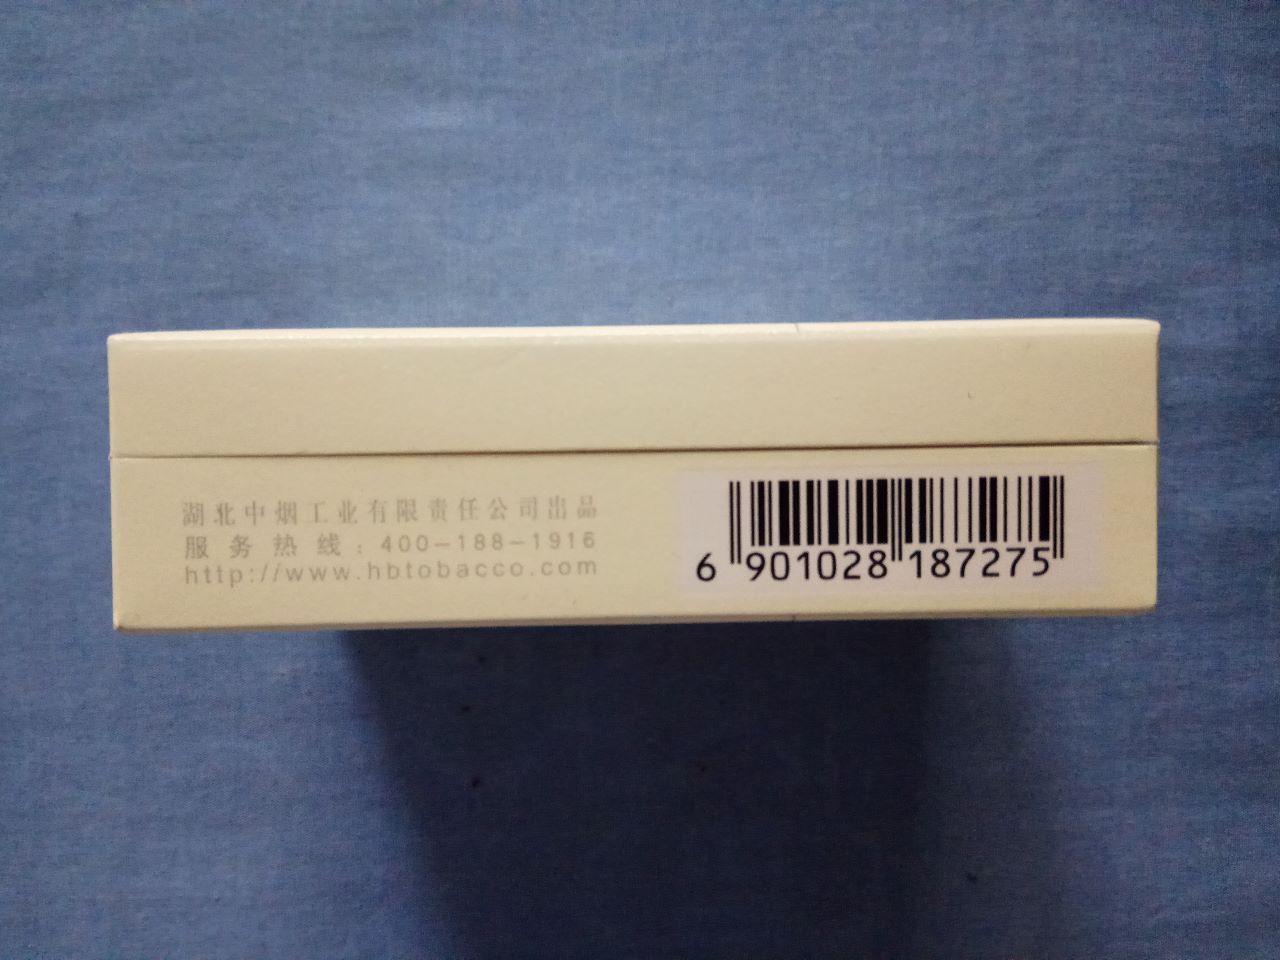 湖北中烟工业有限责任公司出品
服务热线：400-188-1916
http://www.hbtobacco.com
6 901028 187275